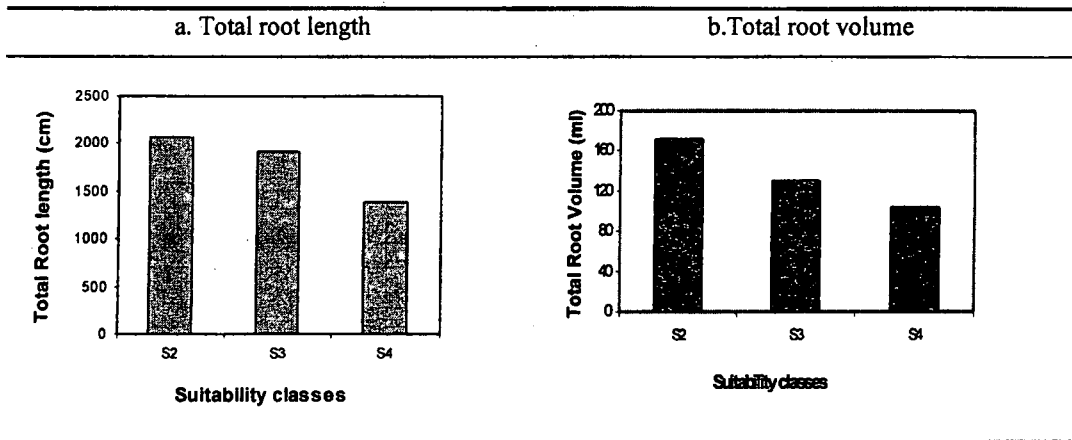 a. Total root length
b.Total root volume
Total Root length (cm)
2500
2000
1500
1000
500
0
S2 S3 S4
Suitability classes
Total Root Volume (ml)
200
160
120
80
40
0
S2 S3 S4
Suitability classes